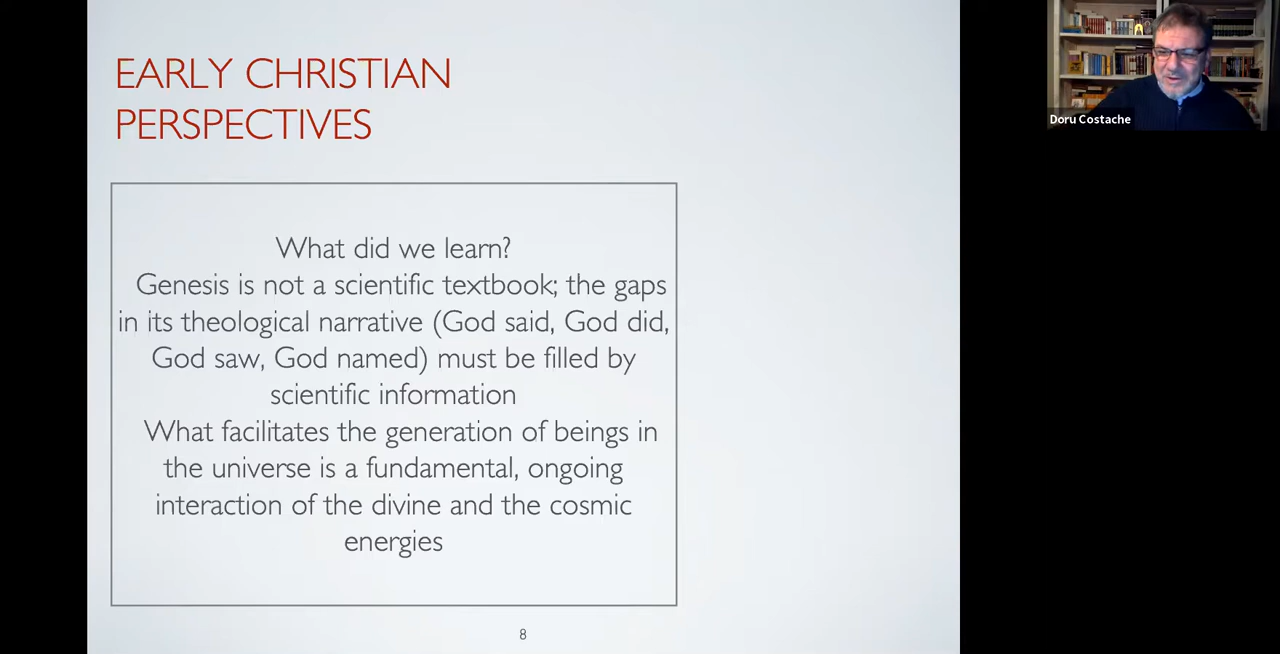 EARLY CHRISTIAN
PERSPECTIVES
What did we learn?
Genesis is not a scientific textbook; the gaps
in its theological narrative (God said, God did,
God saw, God named) must be filled by
scientific information
What facilitates the generation of beings in
the universe is a fundamental, ongoing
interaction of the divine and the cosmic
energies
8
Doru Costache